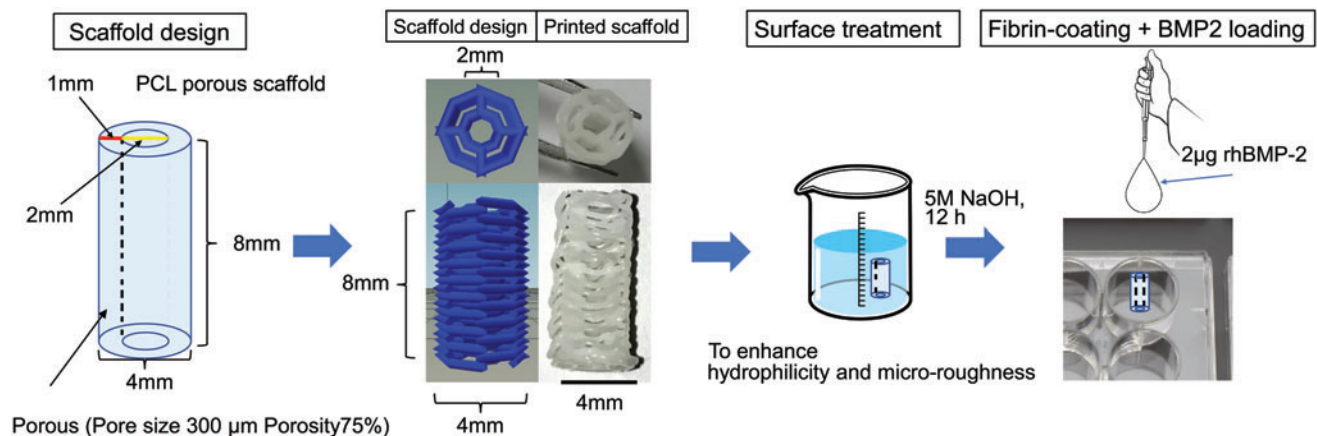 Scaffold design
1mm
PCL porous scaffold
2mm
8mm
4mm
Porous (Pore size 300 µm Porosity75%)
Scaffold design
Printed scaffold
2mm
8mm
4mm
4mm
Surface treatment
5M NaOH,
12 h
To enhance
hydrophilicity and micro-roughness
Fibrin-coating + BMP2 loading
2µg rhBMP-2